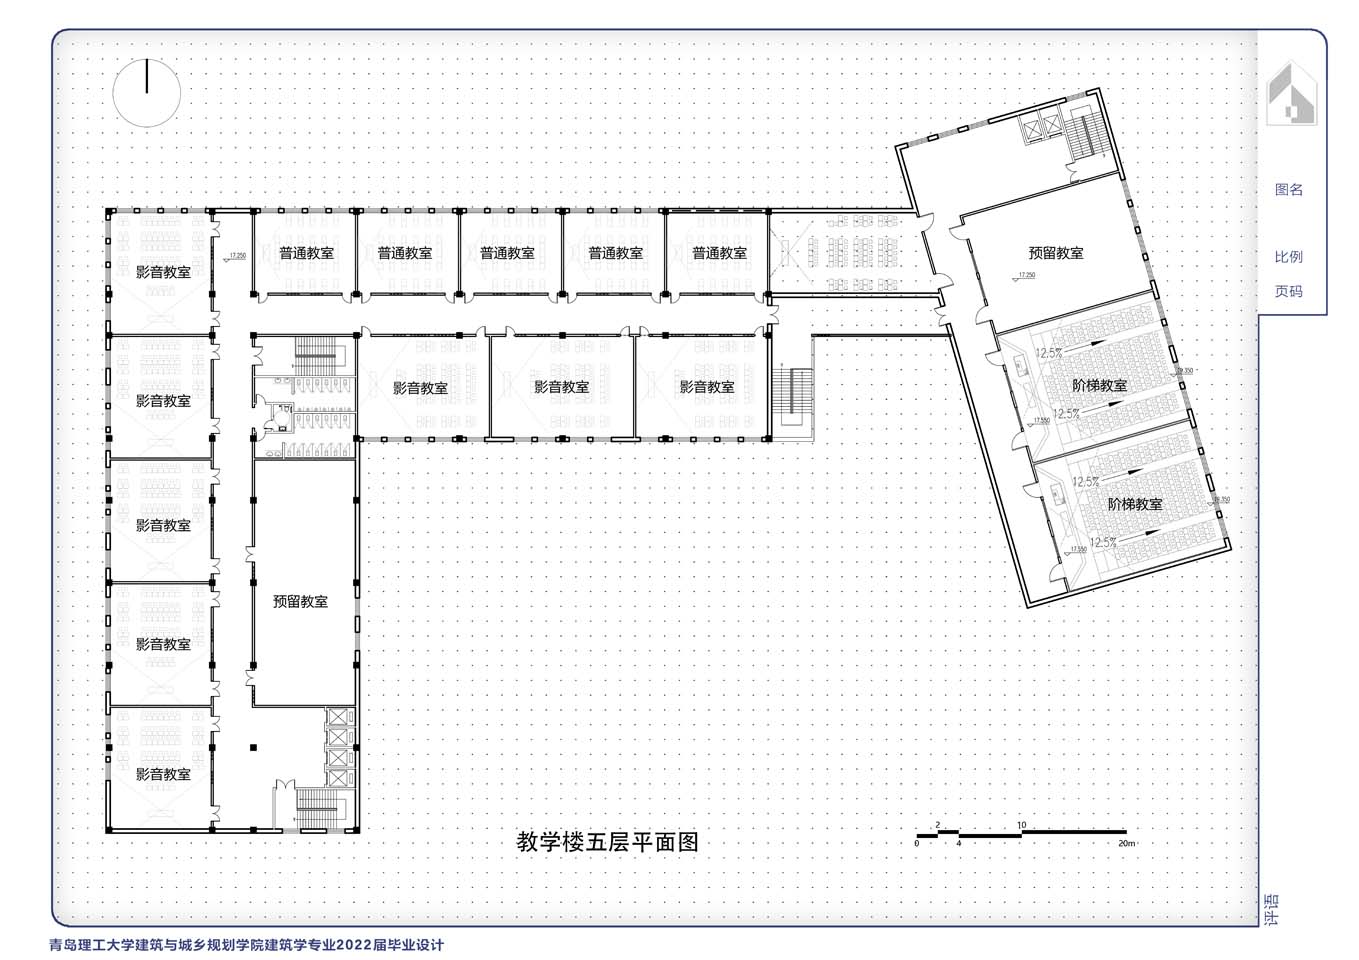 图名
比例
页码
影音教室
17.250
普通教室
普通教室
普通教室
普通教室
普通教室
预留教室
17.250
影音教室
影音教室
影音教室
影音教室
12.5%
阶梯教室
19.350
12.5%
17.550
影音教室
12.5%
阶梯教室
19.350
12.5%
17.550
预留教室
影音教室
影音教室
教学楼五层平面图
2
10
0
4
20m
评语
青岛理工大学建筑与城乡规划学院建筑学专业2022届毕业设计